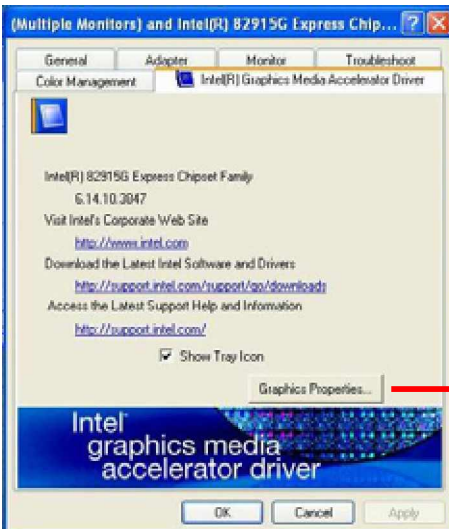 (Multiple Monitors) and Intel(R) 82915G Express Chip...
General Adapter Monitor Troubleshoot
Color Management Intel(R) Graphics Media Accelerator Driver
Intel(R) 82915G Express Chipset Family
6.14.10.3847
Visit Intel's Corporate Web Site
http://www.intel.com
Download the Latest Intel Software and Drivers
http://support.intel.com/support/go/downloads
Access the Latest Support Help and Information
http://support.intel.com/
Show Tray Icon
Graphics Properties...
Intel
graphics media
accelerator driver
OK Cancel Apply